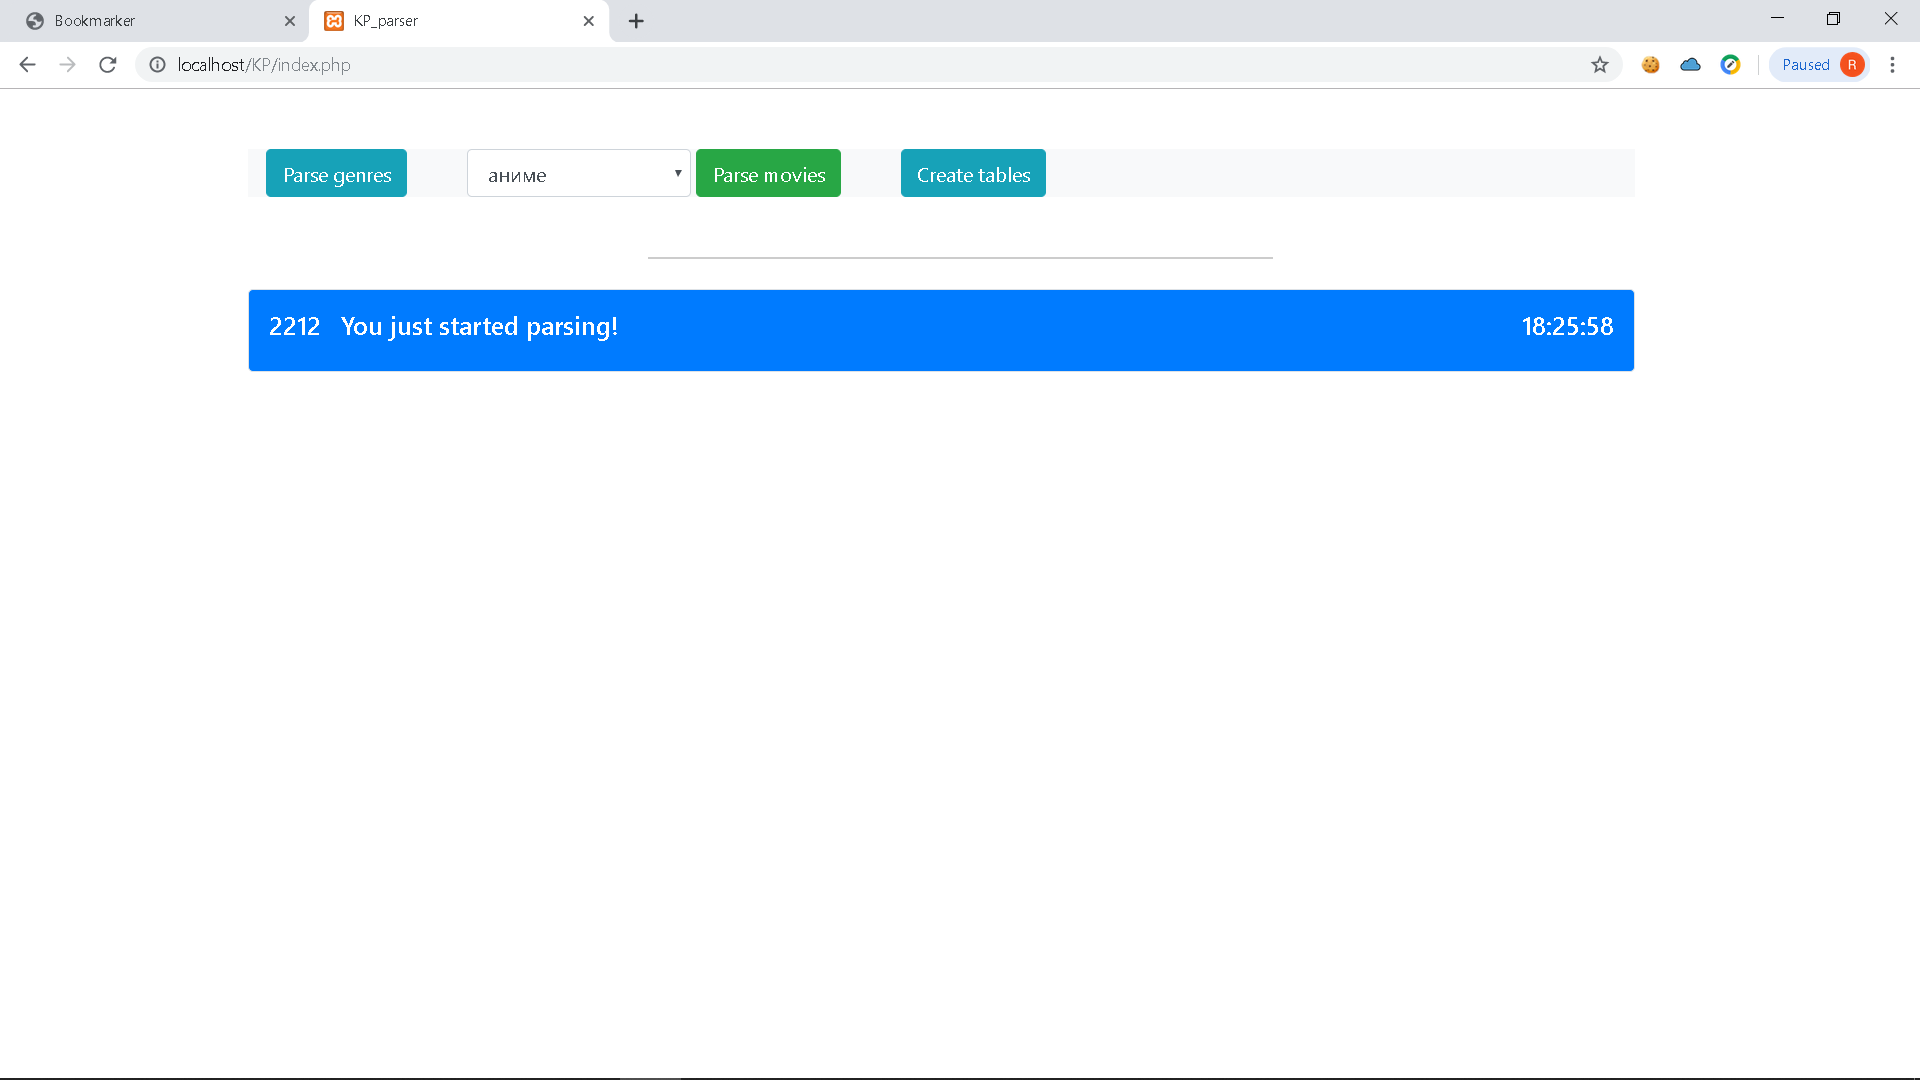 Bookmarker
KP_parser
localhost/KP/index.php
Paused R
Parse genres аниме Parse movies Create tables
2212 You just started parsing! 18:25:58